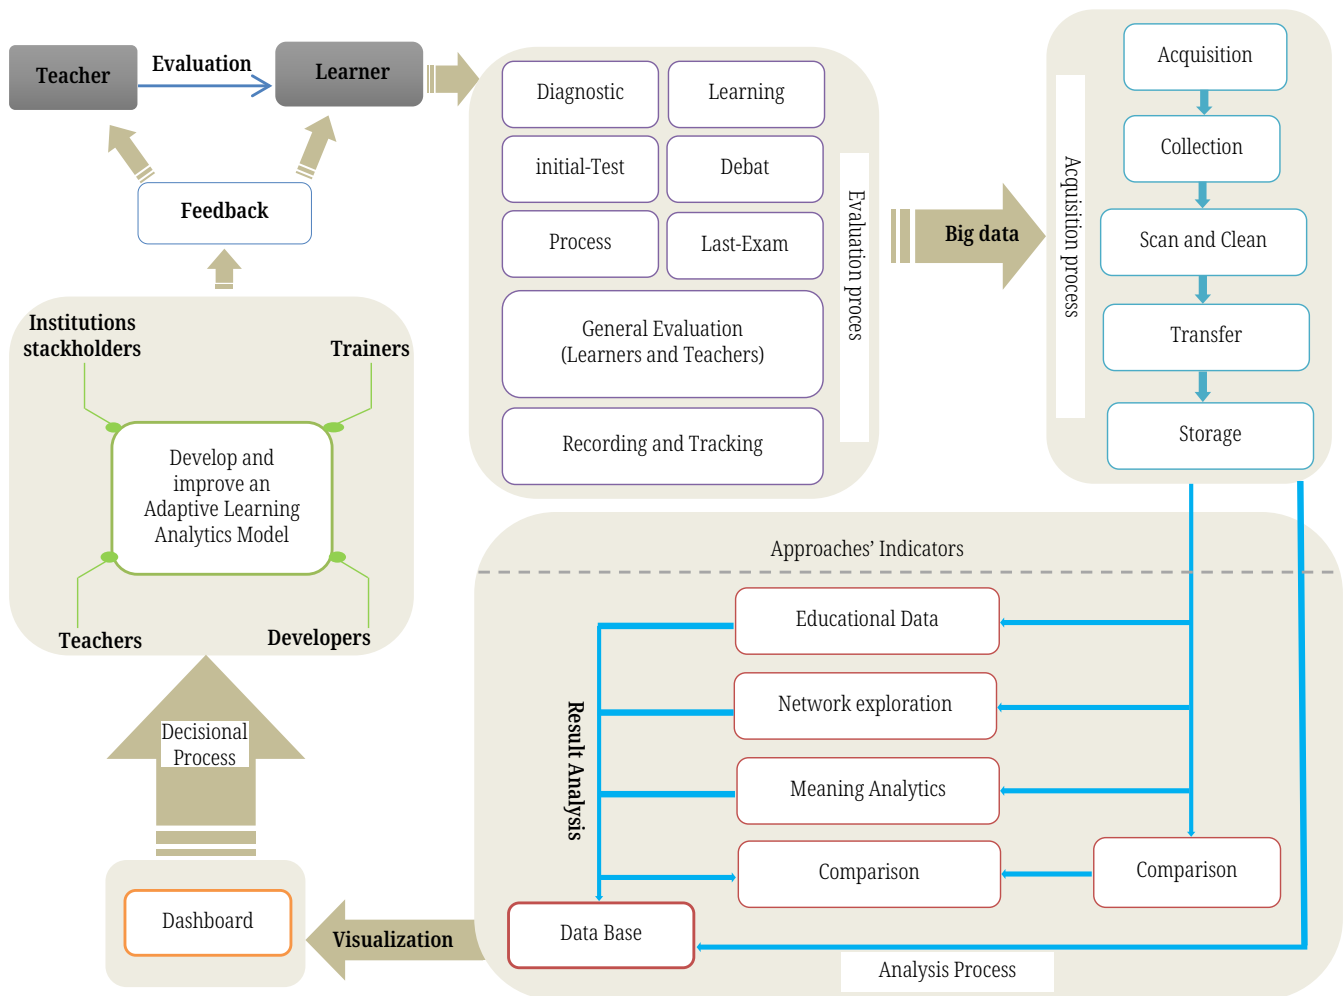 Teacher
Evaluation
Learner
Feedback
Institutions
stackholders
Trainers
Develop and
improve an
Adaptive Learning
Analytics Model
Teachers
Developers
Decisional
Process
Dashboard
Visualization
Diagnostic
Learning
initial-Test
Debat
Process
Last-Exam
General Evaluation
(Learners and Teachers)
Recording and Tracking
Evaluation proces
Big data
Acquisition process
Acquisition
Collection
Scan and Clean
Transfer
Storage
Approaches’ Indicators
Educational Data
Network exploration
Meaning Analytics
Comparison
Comparison
Result Analysis
Data Base
Analysis Process